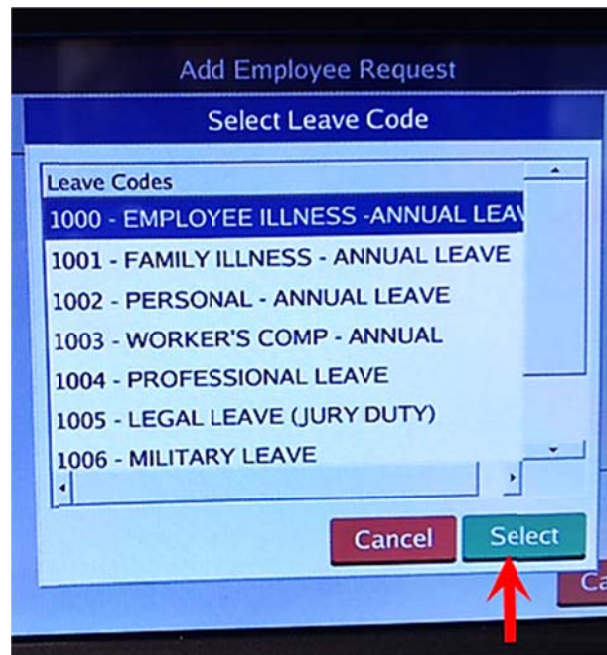 Add Employee Request
Select Leave Code
Leave Codes
1000 - EMPLOYEE ILLNESS -ANNUAL LEAV
1001 - FAMILY ILLNESS - ANNUAL LEAVE
1002 - PERSONAL - ANNUAL LEAVE
1003 - WORKER'S COMP - ANNUAL
1004 - PROFESSIONAL LEAVE
1005 - LEGAL LEAVE (JURY DUTY)
1006 - MILITARY LEAVE
Cancel Select
Ca